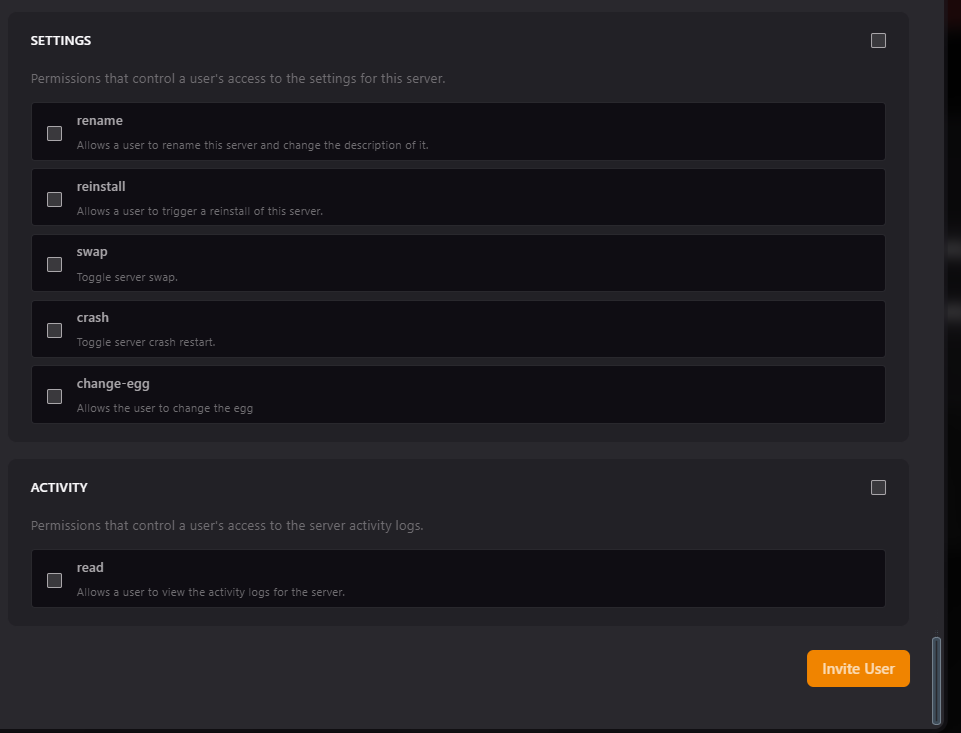 SETTINGS
Permissions that control a user's access to the settings for this server.
rename
Allows a user to rename this server and change the description of it.
reinstall
Allows a user to trigger a reinstall of this server.
swap
Toggle server swap.
crash
Toggle server crash restart.
change-egg
Allows the user to change the egg
ACTIVITY
Permissions that control a user's access to the server activity logs.
read
Allows a user to view the activity logs for the server.
Invite User